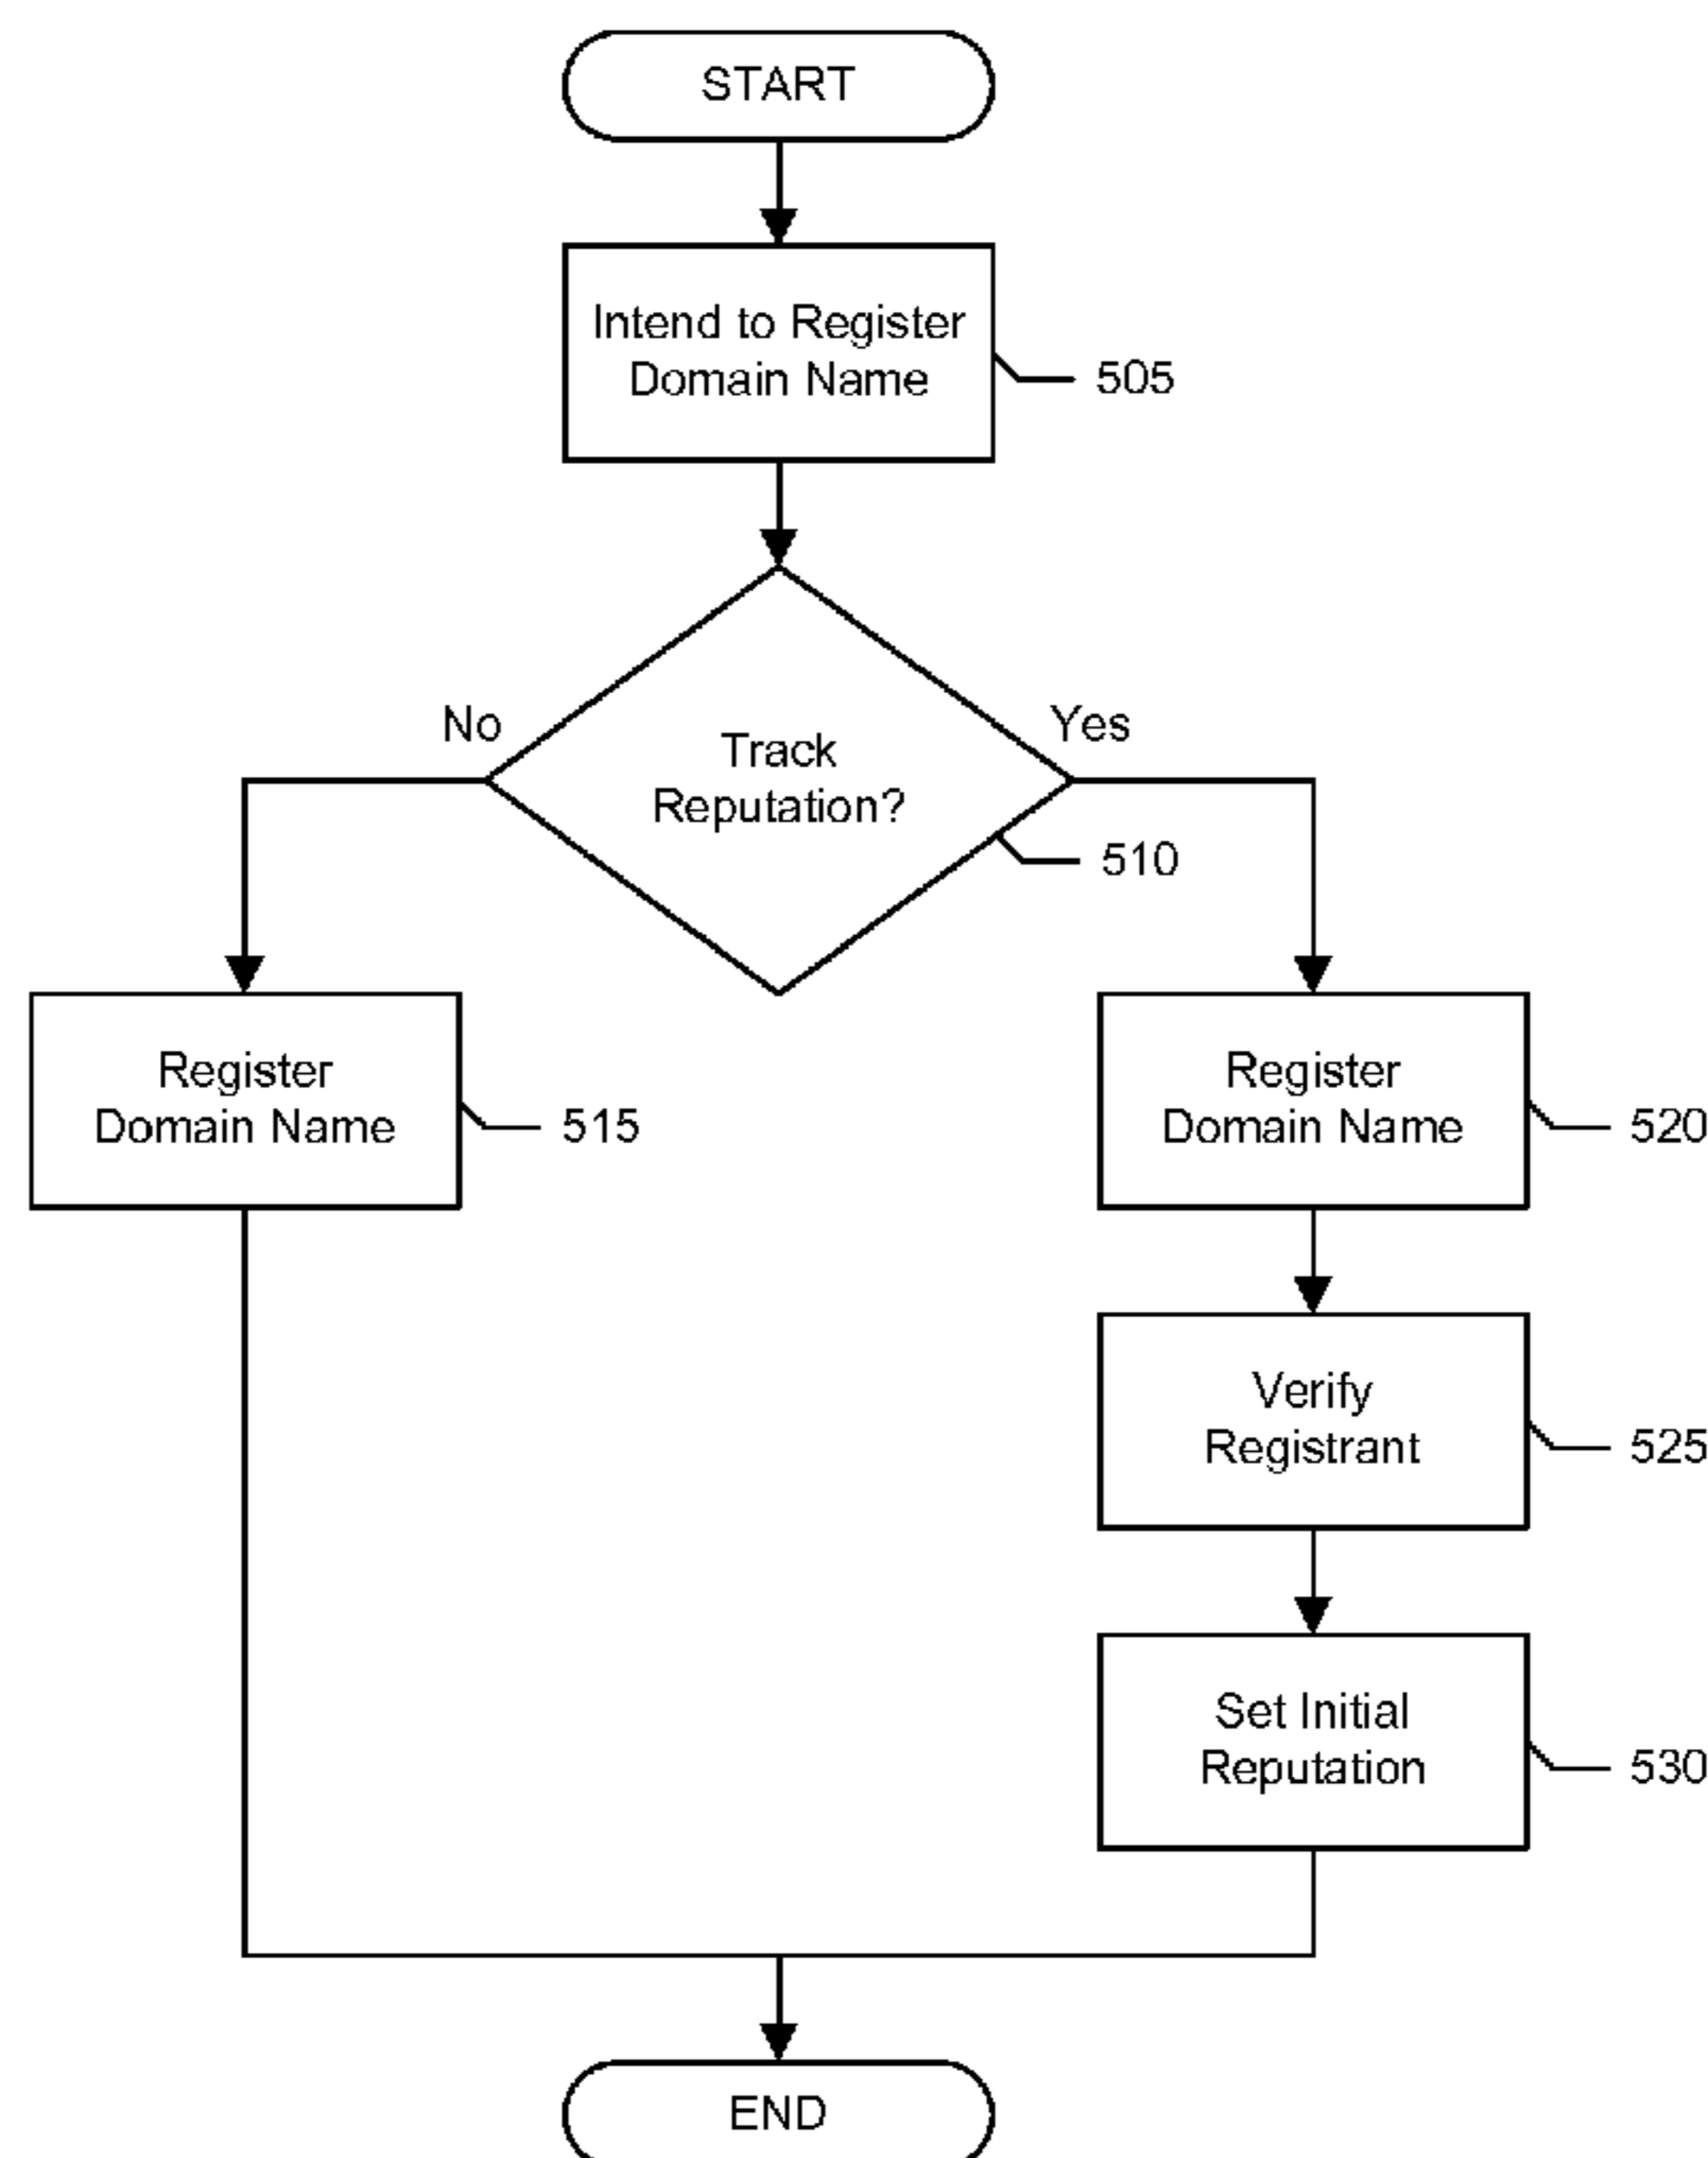 START
Intend to Register
Domain Name
505
No
Yes
Track
Reputation?
510
Register
Domain Name
515
Register
Domain Name
520
Verify
Registrant
525
Set Initial
Reputation
530
END